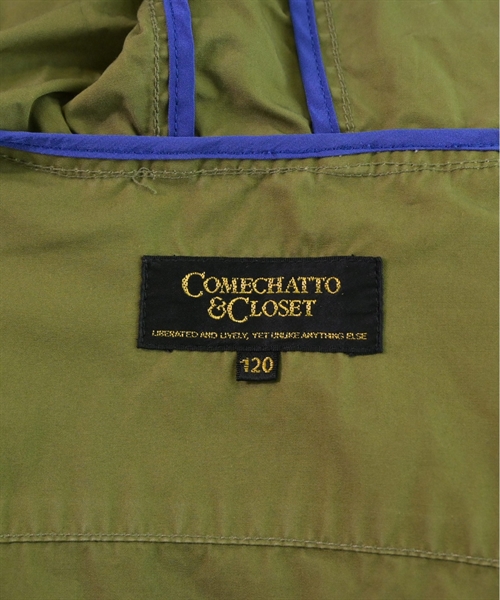 COMECHATTO
&CLOSET
LIBERATED AND LIVELY, YET UNLIKE ANYTHING ELSE
120